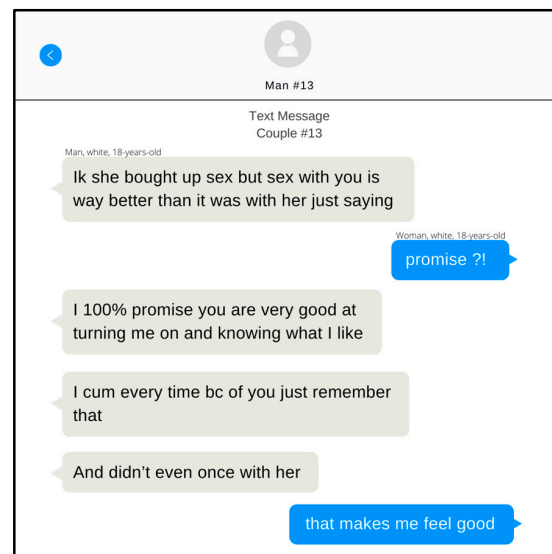 Man #13
Text Message
Couple #13
Man, white, 18-years-old
Ik she bought up sex but sex with you is
way better than it was with her just saying
Woman, white, 18-years-old
promise ?!
I 100% promise you are very good at
turning me on and knowing what I like
I cum every time bc of you just remember
that
And didn’t even once with her
that makes me feel good